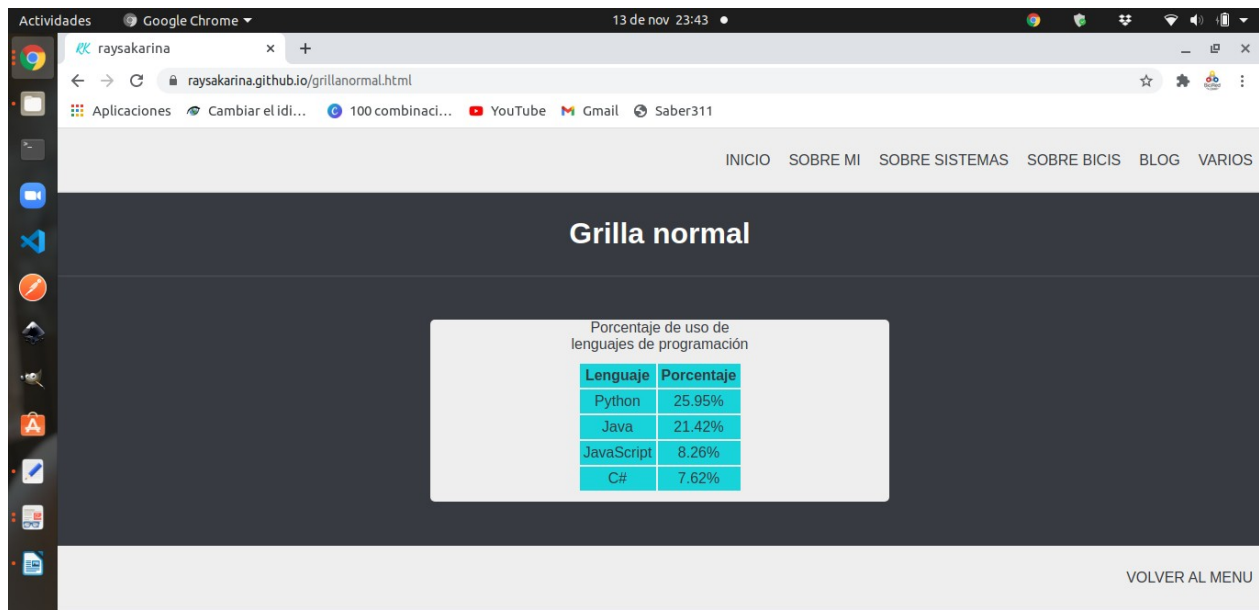 Actividades Google Chrome 13 de nov 23:43
RK raysakarina
raysakarina.github.io/grillanormal.html
Aplicaciones Cambiar el idi... 100 combinaci... YouTube Gmail Saber311
INICIO SOBRE MI SOBRE SISTEMAS SOBRE BICIS BLOG VARIOS
Grilla normal
Porcentaje de uso de
lenguajes de programación
Lenguaje Porcentaje
Python 25.95%
Java 21.42%
JavaScript 8.26%
C# 7.62%
VOLVER AL MENU